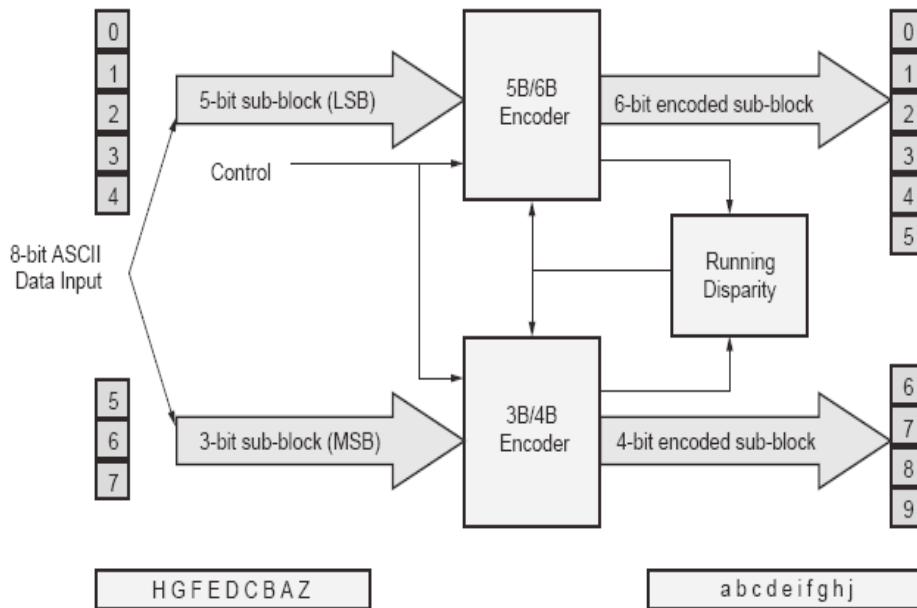 0
1
2
3
4
5-bit sub-block (LSB)
5B/6B
Encoder
6-bit encoded sub-block
0
1
2
3
4
5
Control
8-bit ASCII
Data Input
Running
Disparity
5
6
7
3-bit sub-block (MSB)
3B/4B
Encoder
4-bit encoded sub-block
6
7
8
9
H G F E D C B A Z
a b c d e i f g h j